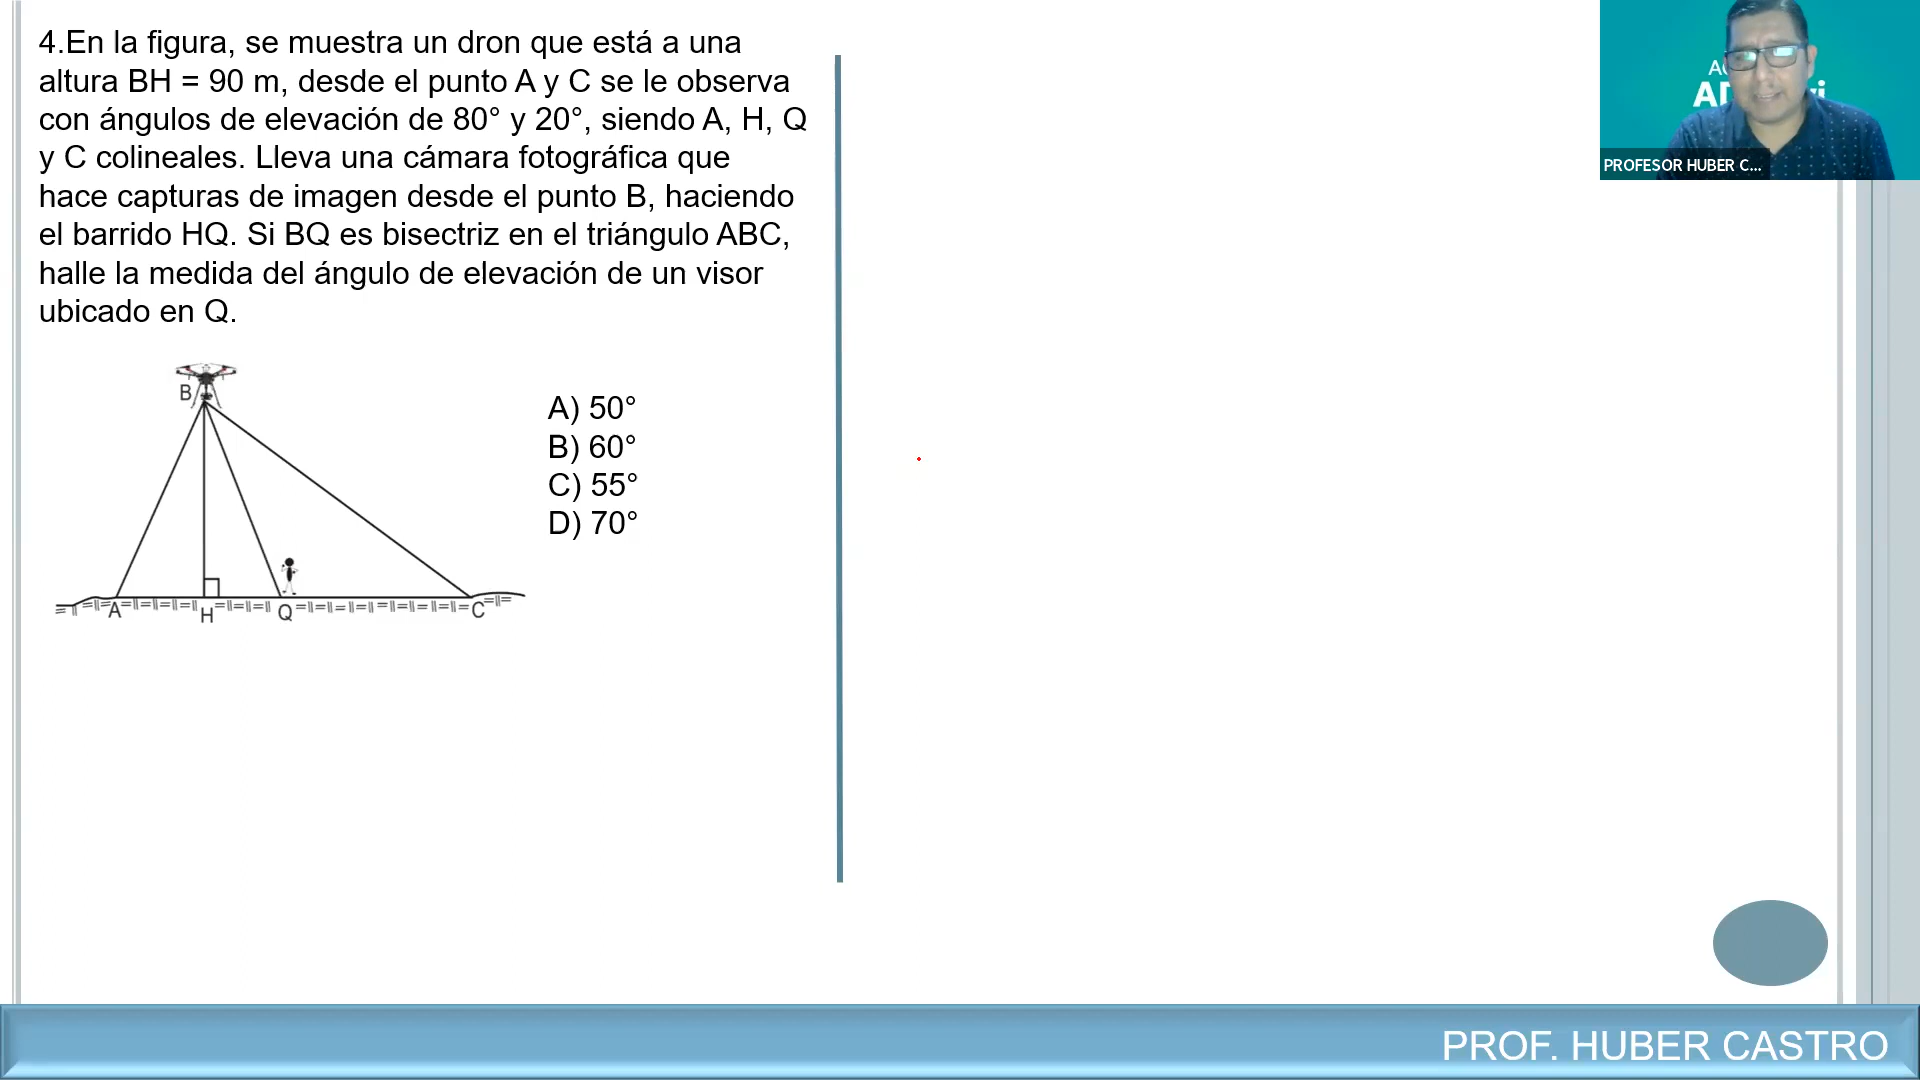 4.En la figura, se muestra un dron que está a una
altura BH = 90 m, desde el punto A y C se le observa
con ángulos de elevación de 80° y 20°, siendo A, H, Q
y C colineales. Lleva una cámara fotográfica que
hace capturas de imagen desde el punto B, haciendo
el barrido HQ. Si BQ es bisectriz en el triángulo ABC,
halle la medida del ángulo de elevación de un visor
ubicado en Q.
B
A) 50°
B) 60°
C) 55°
D) 70°
A H Q C
PROFESOR HUBER C...
PROF. HUBER CASTRO